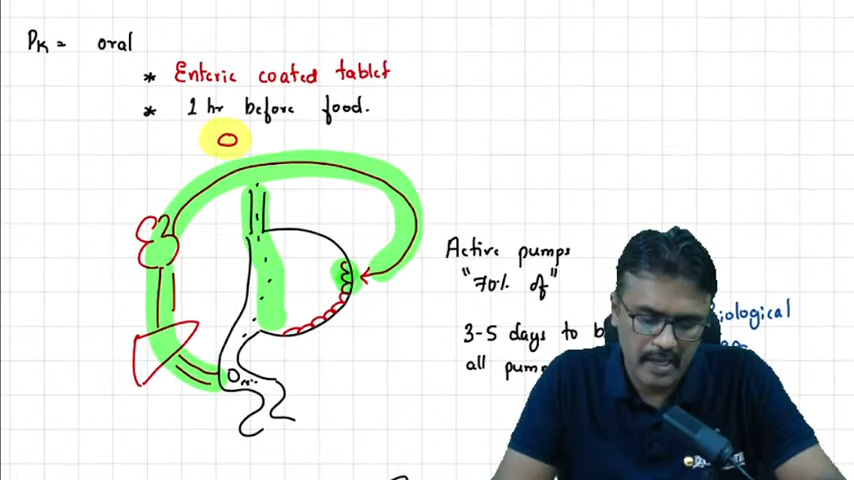 PK = oral
* Enteric coated tablet
* 1 hr before food.
Active pumps
"70% of"
3-5 days to b
all pump
iological